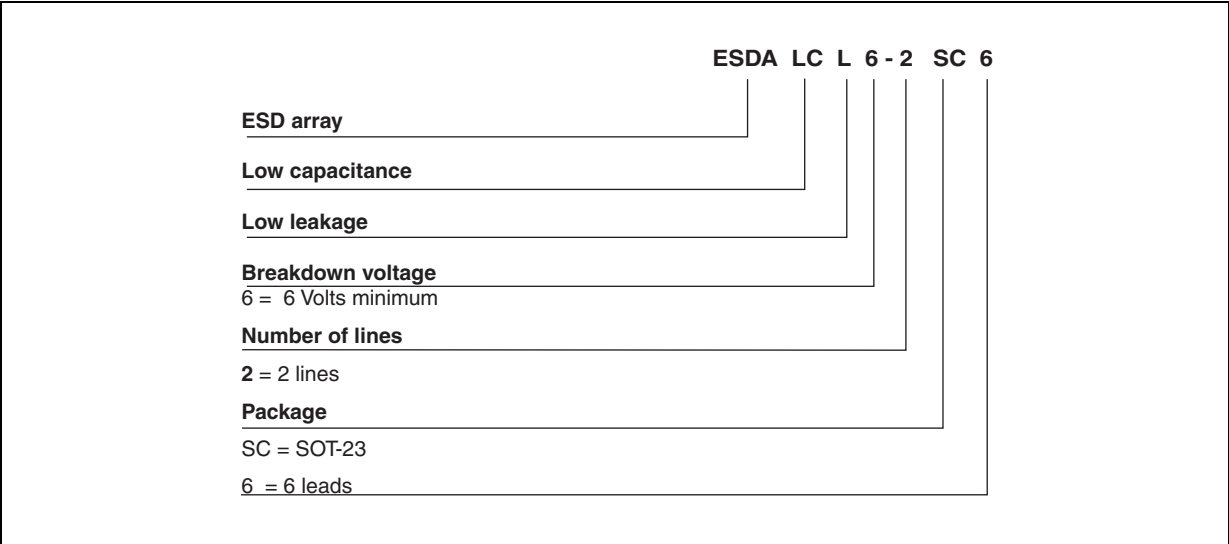 ESDA LC L 6 - 2 SC 6
ESD array
Low capacitance
Low leakage
Breakdown voltage
6 = 6 Volts minimum
Number of lines
2 = 2 lines
Package
SC = SOT-23
6 = 6 leads